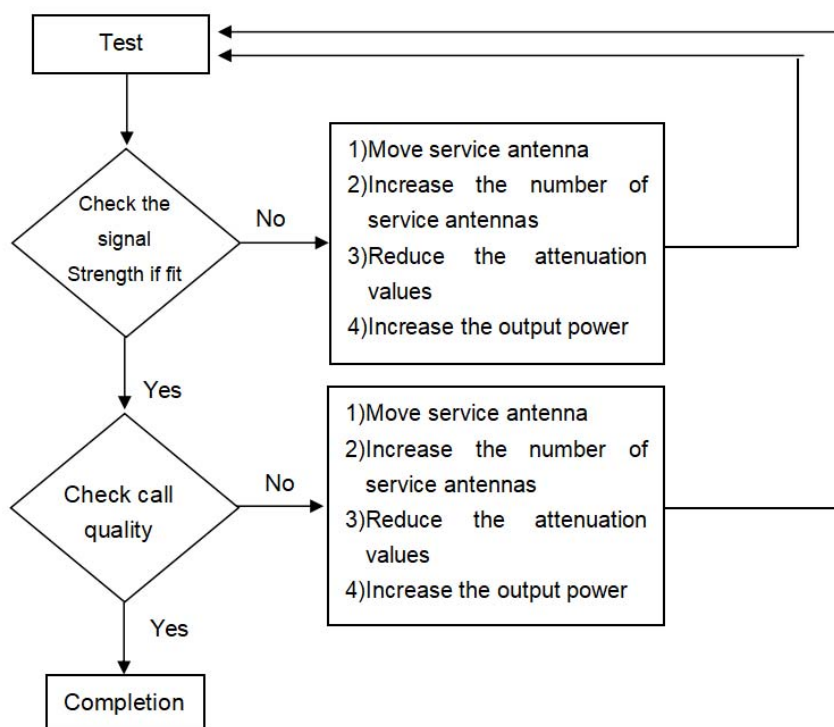 Test
Check the
signal
Strength if fit
No
1)Move service antenna
2)Increase the number of
service antennas
3)Reduce the attenuation
values
4)Increase the output power
Yes
Check call
quality
No
1)Move service antenna
2)Increase the number of
service antennas
3)Reduce the attenuation
values
4)Increase the output power
Yes
Completion